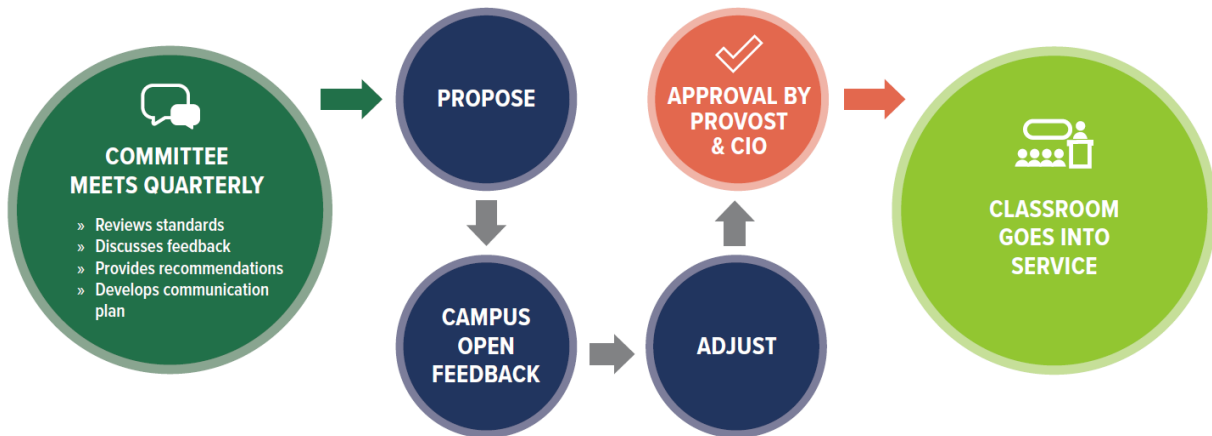 COMMITTEE
MEETS QUARTERLY
» Reviews standards
» Discusses feedback
» Provides recommendations
» Develops communication
plan
PROPOSE
CAMPUS
OPEN
FEEDBACK
ADJUST
APPROVAL BY
PROVOST
& CIO
CLASSROOM
GOES INTO
SERVICE